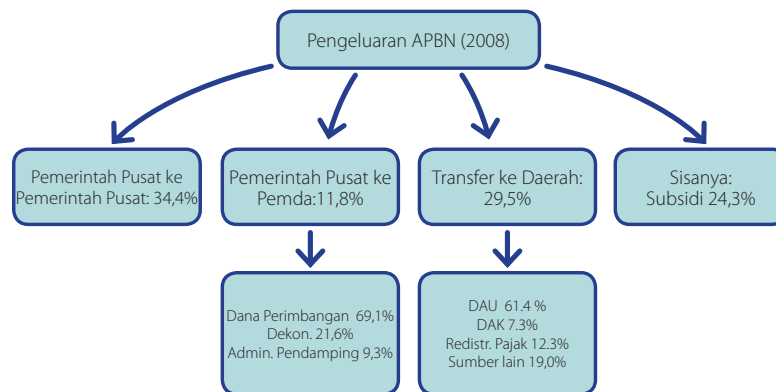 Pengeluaran APBN (2008)
Pemerintah Pusat ke
Pemerintah Pusat: 34,4%
Pemerintah Pusat ke
Pemda:11,8%
Transfer ke Daerah:
29,5%
Sisanya:
Subsidi 24,3%
Dana Perimbangan 69,1%
Dekon. 21,6%
Admin. Pendamping 9,3%
DAU 61.4 %
DAK 7.3%
Redistr. Pajak 12.3%
Sumber lain 19,0%